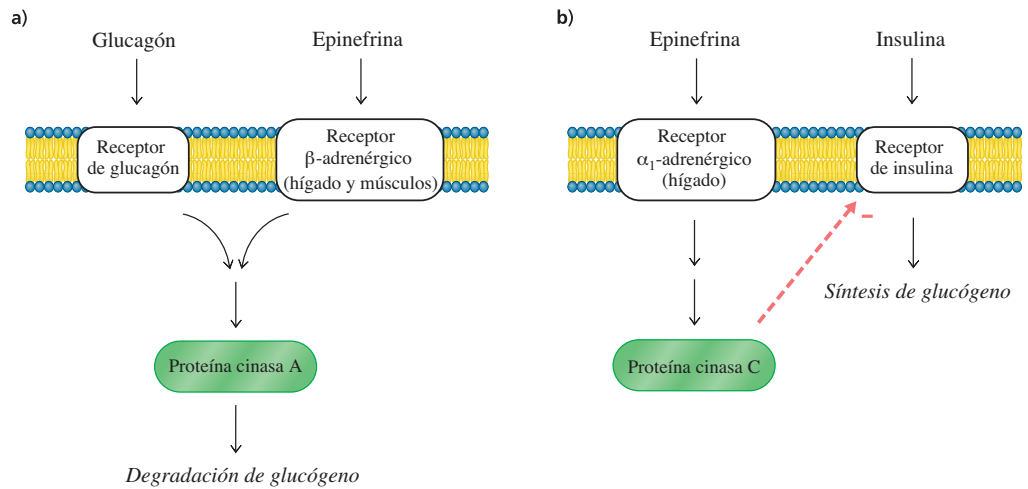 a)
Glucagón
Epinefrina
Receptor
de glucagón
Receptor
β-adrenérgico
(hígado y músculos)
Proteína cinasa A
Degradación de glucógeno
b)
Epinefrina
Insulina
Receptor
α1-adrenérgico
(hígado)
Receptor
de insulina
–
Síntesis de glucógeno
Proteína cinasa C